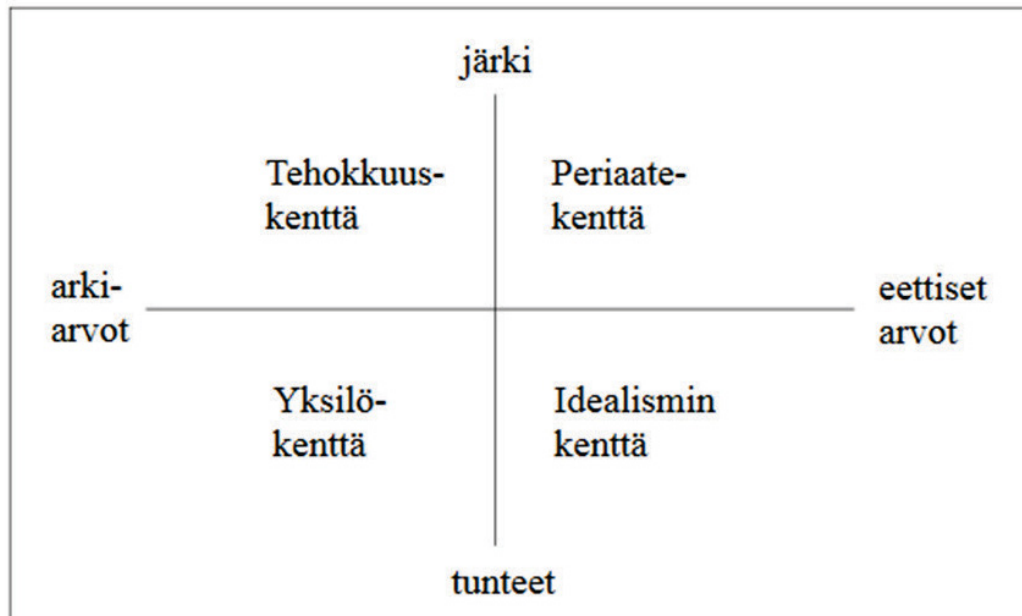 järki
Tehokkuus-
kenttä
Periaate-
kenttä
arki-
arvot
eettiset
arvot
Yksilö-
kenttä
Idealismin
kenttä
tunteet